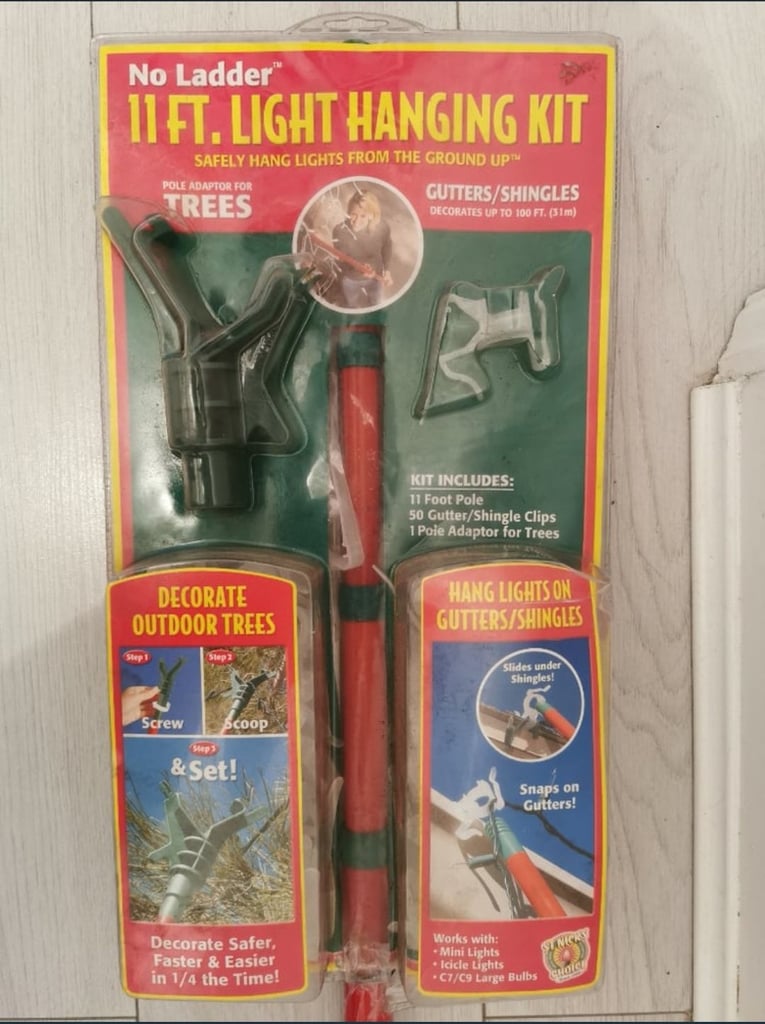 No Ladder™
11 FT. LIGHT HANGING KIT
SAFELY HANG LIGHTS FROM THE GROUND UP™
POLE ADAPTOR FOR
TREES
GUTTERS/SHINGLES
DECORATES UP TO 100 FT. (31m)
KIT INCLUDES:
11 Foot Pole
50 Gutter/Shingle Clips
1 Pole Adaptor for Trees
DECORATE
OUTDOOR TREES
Step 1
Screw
Step 2
Scoop
Step 3
& Set!
Decorate Safer,
Faster & Easier
in 1/4 the Time!
HANG LIGHTS ON
GUTTERS/SHINGLES
Slides under
Shingles!
Snaps on
Gutters!
Works with:
• Mini Lights
• Icicle Lights
• C7/C9 Large Bulbs
ST. NICK'S
CHOICE